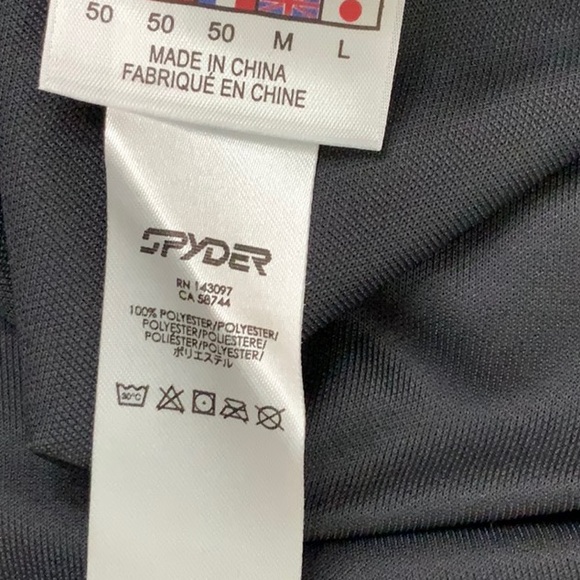 50 50 50 M L
MADE IN CHINA
FABRIQUÉ EN CHINE
SPYDER
RN 143097
CA 58744
100% POLYESTER/POLYESTER/
POLYESTER/POLIESTERE/
POLIÉSTER/POLYESTER/
ポリエステル
30°C